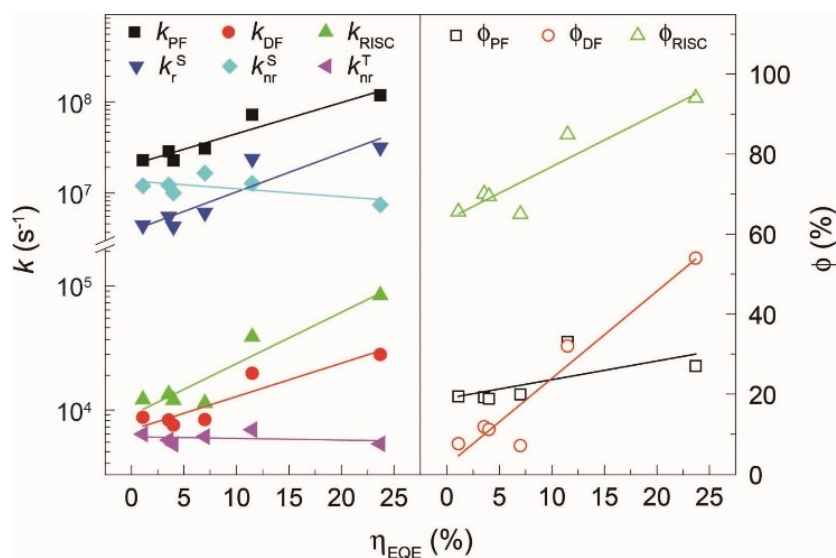 k_PF k_DF k_RISC
k_r^S k_nr^S k_nr^T
ϕ_PF ϕ_DF ϕ_RISC
k (s⁻¹)
10⁸
10⁷
10⁵
10⁴
ϕ (%)
100
80
60
40
20
0
0 5 10 15 20 25 0 5 10 15 20 25
η_EQE (%)